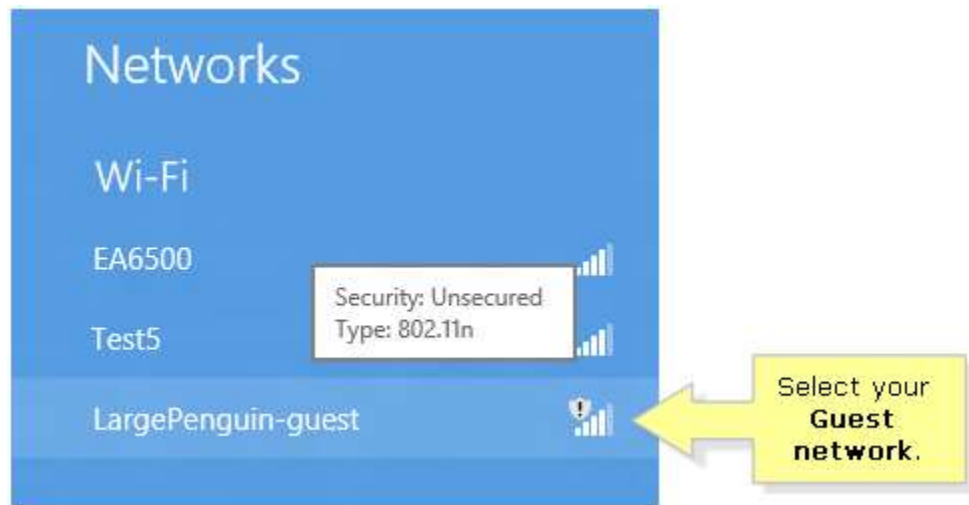 Networks
Wi-Fi
EA6500
Security: Unsecured
Type: 802.11n
Test5
LargePenguin-guest
Select your
Guest
network.